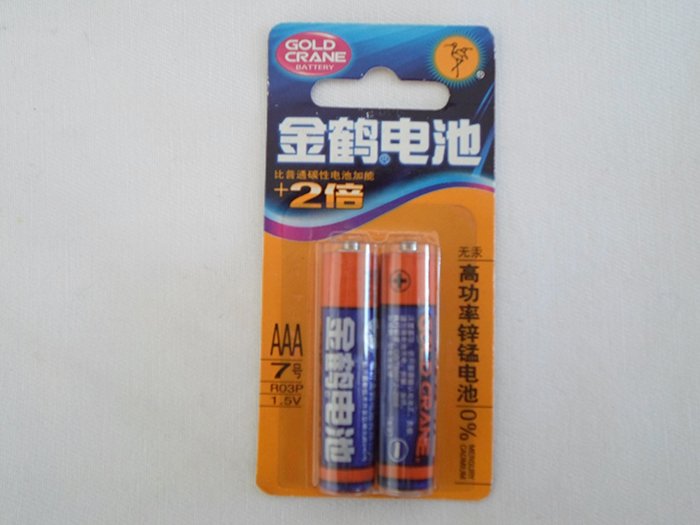 GOLD
CRANE
BATTERY
®
金鹤®电池
比普通碳性电池加能
+2倍
无汞
高功率锌锰电池
0%
MERCURY
CADMIUM
AAA
7号
R03P
1.5V
金鹤电池
GOLD CRANE